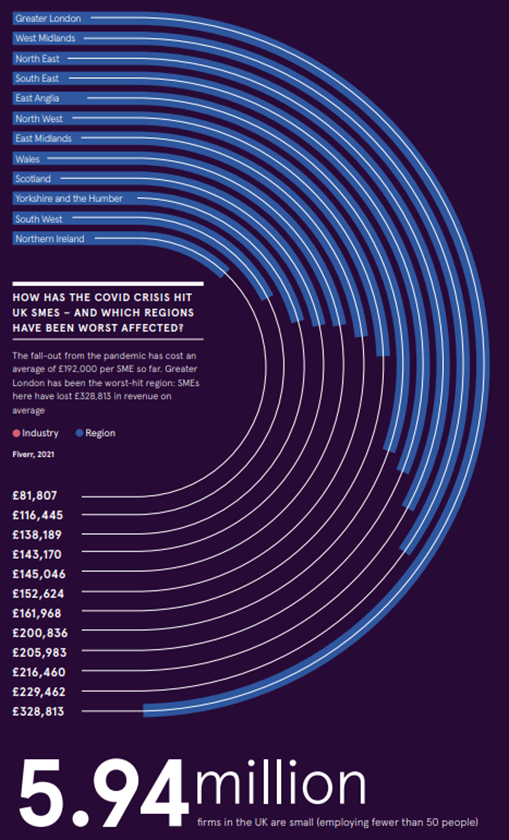 Greater London
West Midlands
North East
South East
East Anglia
North West
East Midlands
Wales
Scotland
Yorkshire and the Humber
South West
Northern Ireland
HOW HAS THE COVID CRISIS HIT
UK SMES – AND WHICH REGIONS
HAVE BEEN WORST AFFECTED?
The fall-out from the pandemic has cost an
average of £192,000 per SME so far. Greater
London has been the worst-hit region: SMEs
here have lost £328,813 in revenue on
average
Industry Region
Fiverr, 2021
£81,807
£116,445
£138,189
£143,170
£145,046
£152,624
£161,968
£200,836
£205,983
£216,460
£229,462
£328,813
5.94 million
firms in the UK are small (employing fewer than 50 people)